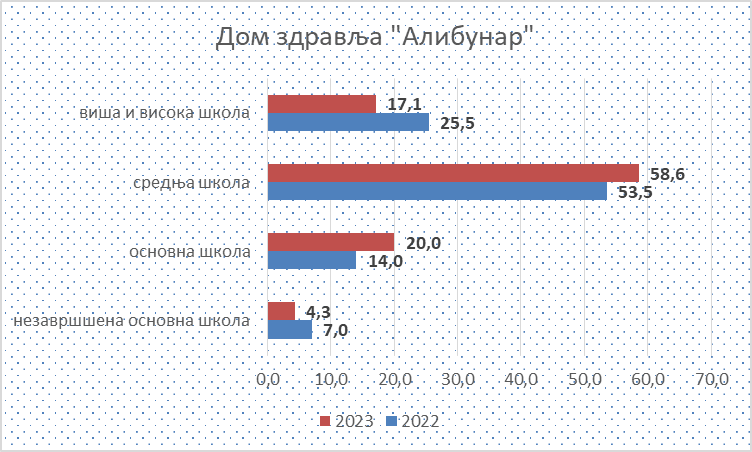 Дом здравља "Алибунар"
виша и висока школа
17,1
25,5
средња школа
58,6
53,5
основна школа
20,0
14,0
незавршшена основна школа
4,3
7,0
0,0 10,0 20,0 30,0 40,0 50,0 60,0 70,0
2023 2022